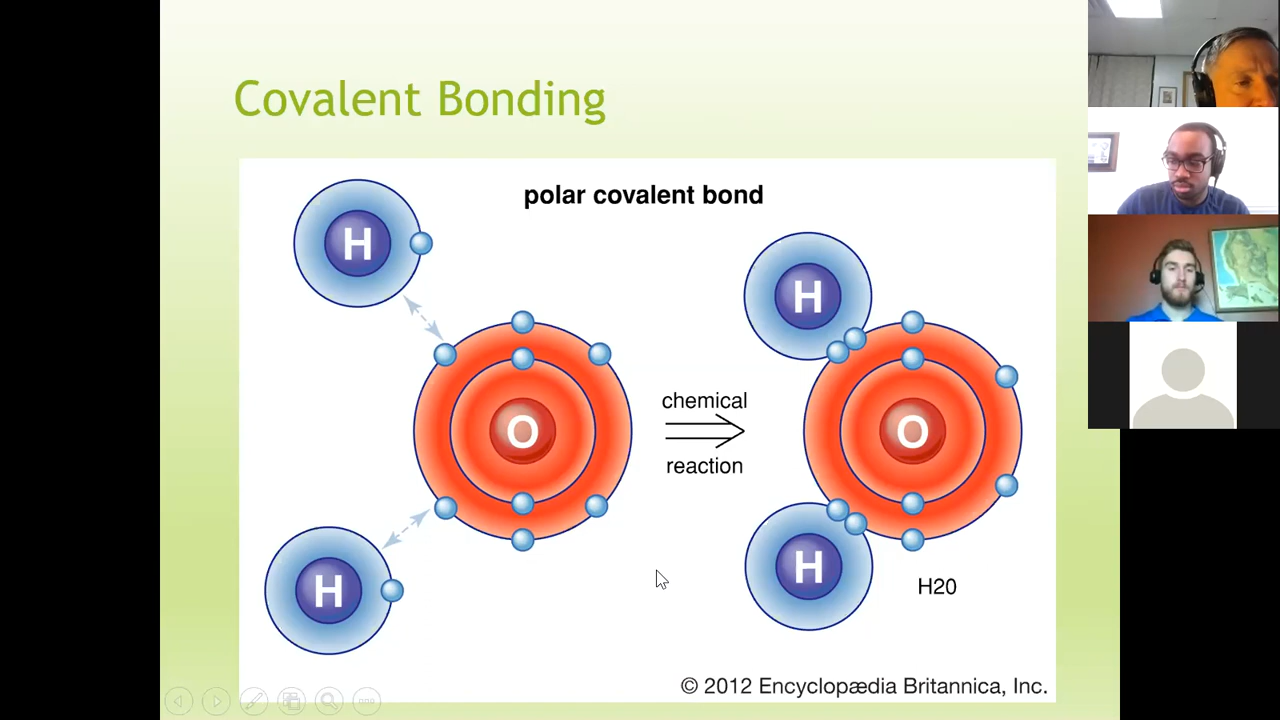 Covalent Bonding
polar covalent bond
H
H
O
chemical
reaction
O
H
H
H20
© 2012 Encyclopædia Britannica, Inc.